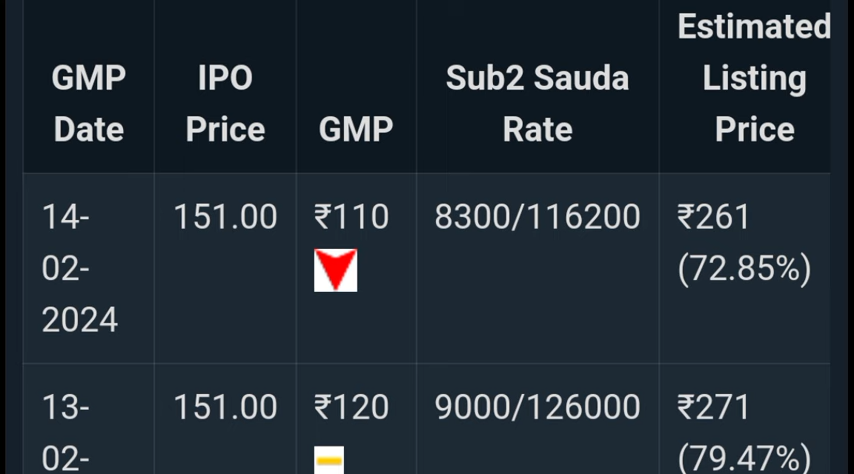 GMP Date
IPO Price
GMP
Sub2 Sauda Rate
Estimated Listing Price
14-02-2024
151.00
₹110
8300/116200
₹261 (72.85%)
13-02-
151.00
₹120
9000/126000
₹271 (79.47%)